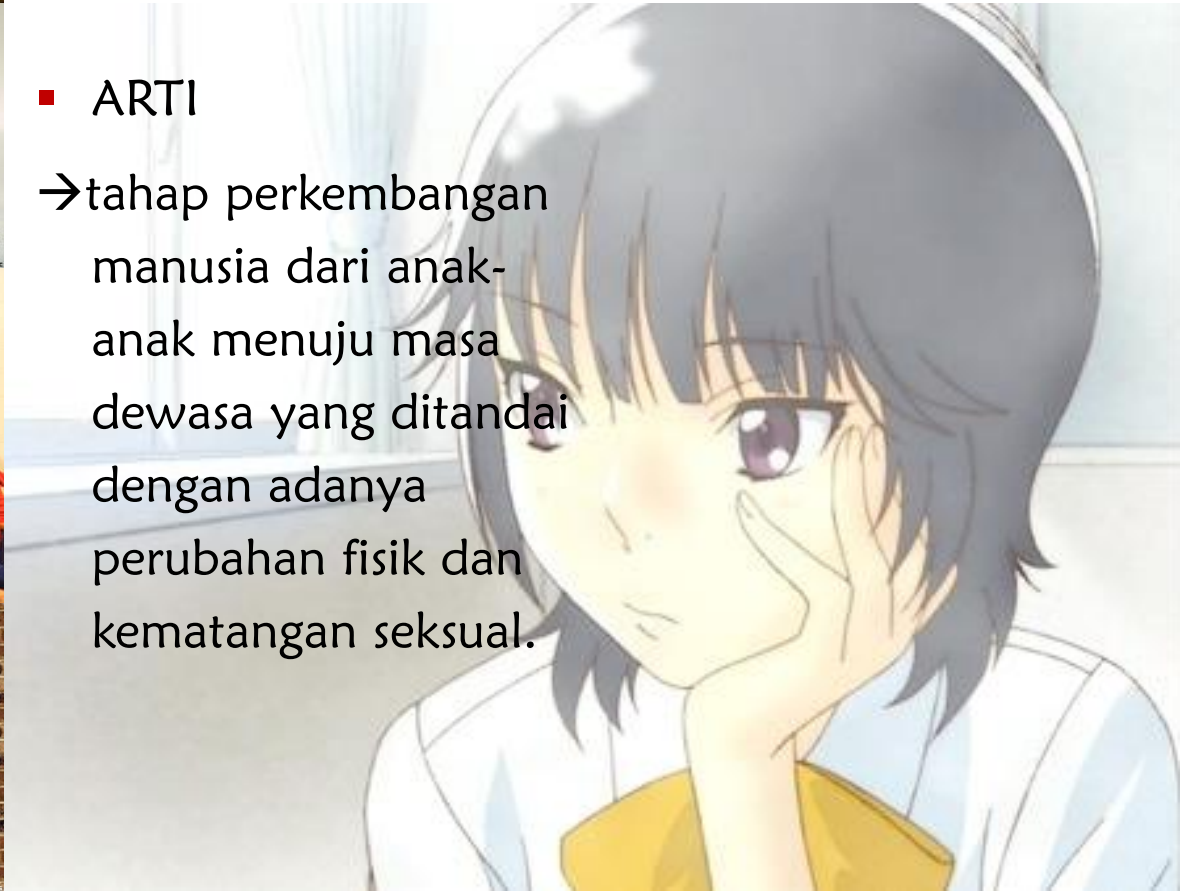 ▪ ARTI
→tahap perkembangan
manusia dari anak-
anak menuju masa
dewasa yang ditandai
dengan adanya
perubahan fisik dan
kematangan seksual.